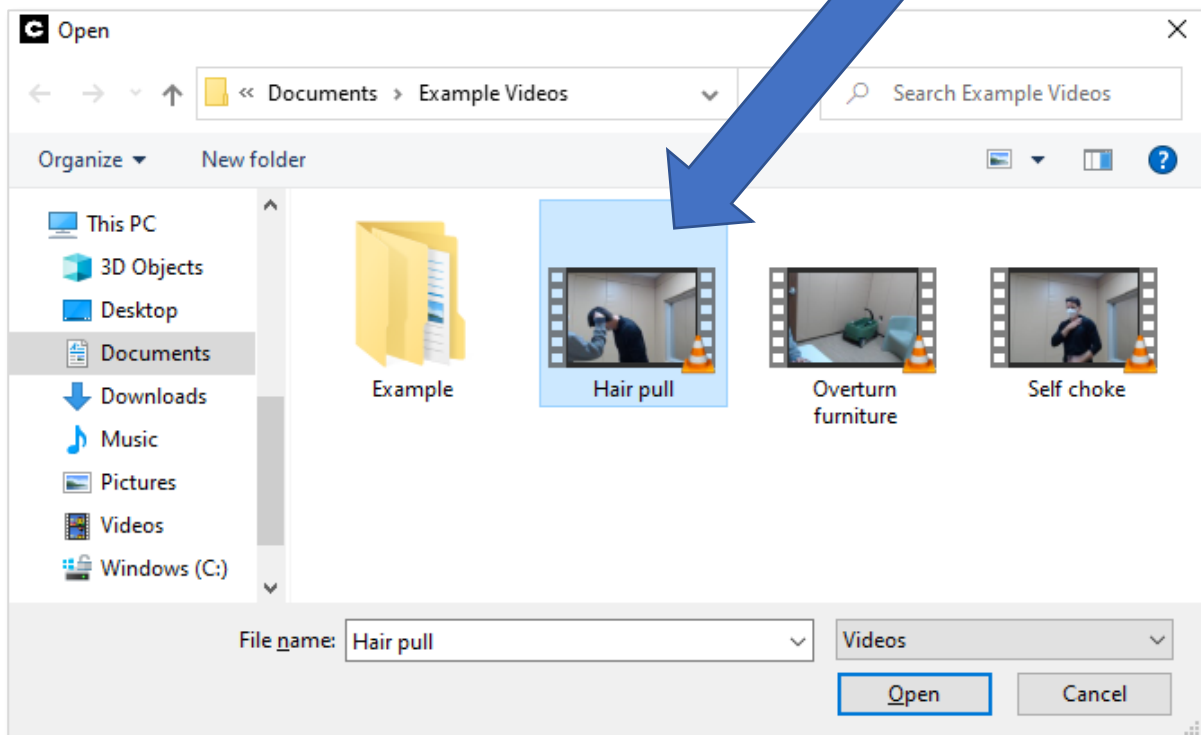 Open
« Documents > Example Videos
Search Example Videos
Organize
New folder
This PC
3D Objects
Desktop
Documents
Downloads
Music
Pictures
Videos
Windows (C:)
Example
Hair pull
Overturn
furniture
Self choke
File name: Hair pull
Videos
Open
Cancel